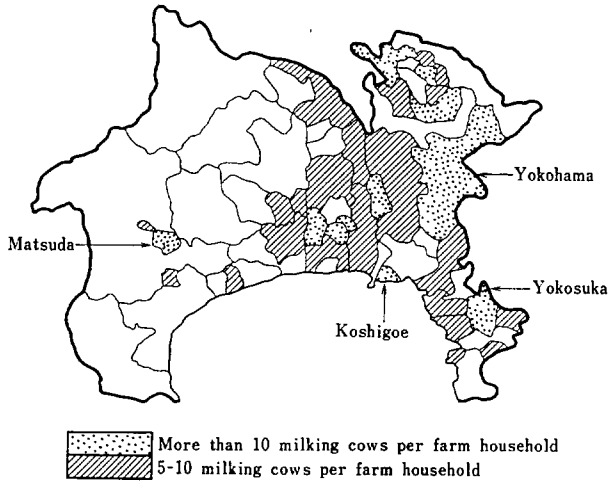 Yokohama
Matsuda
Yokosuka
Koshigoe
More than 10 milking cows per farm household
5-10 milking cows per farm household